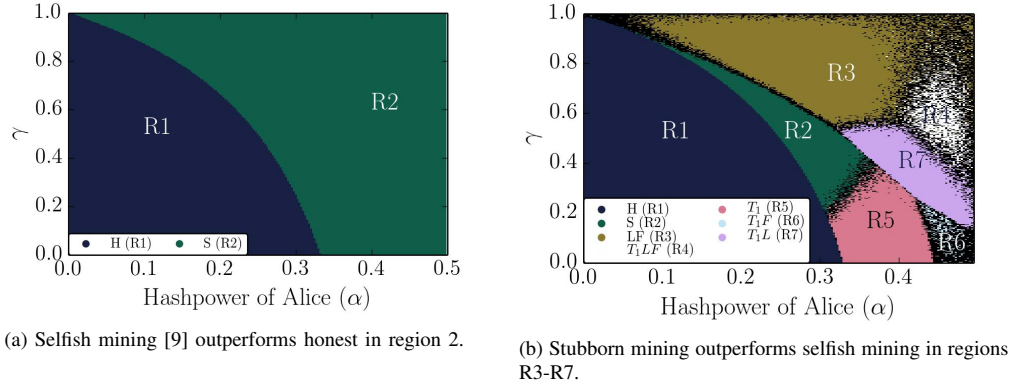 1.0
0.8
0.6
0.4
0.2
0.0
γ
R1
R2
H (R1)
S (R2)
0.0 0.1 0.2 0.3 0.4 0.5
Hashpower of Alice (α)
(a) Selfish mining [9] outperforms honest in region 2.
1.0
0.8
0.6
0.4
0.2
0.0
γ
R3
R4
R1
R2
R7
R5
R6
H (R1)
S (R2)
LF (R3)
T₁LF (R4)
T₁ (R5)
T₁F (R6)
T₁L (R7)
0.0 0.1 0.2 0.3 0.4
Hashpower of Alice (α)
(b) Stubborn mining outperforms selfish mining in regions
R3-R7.